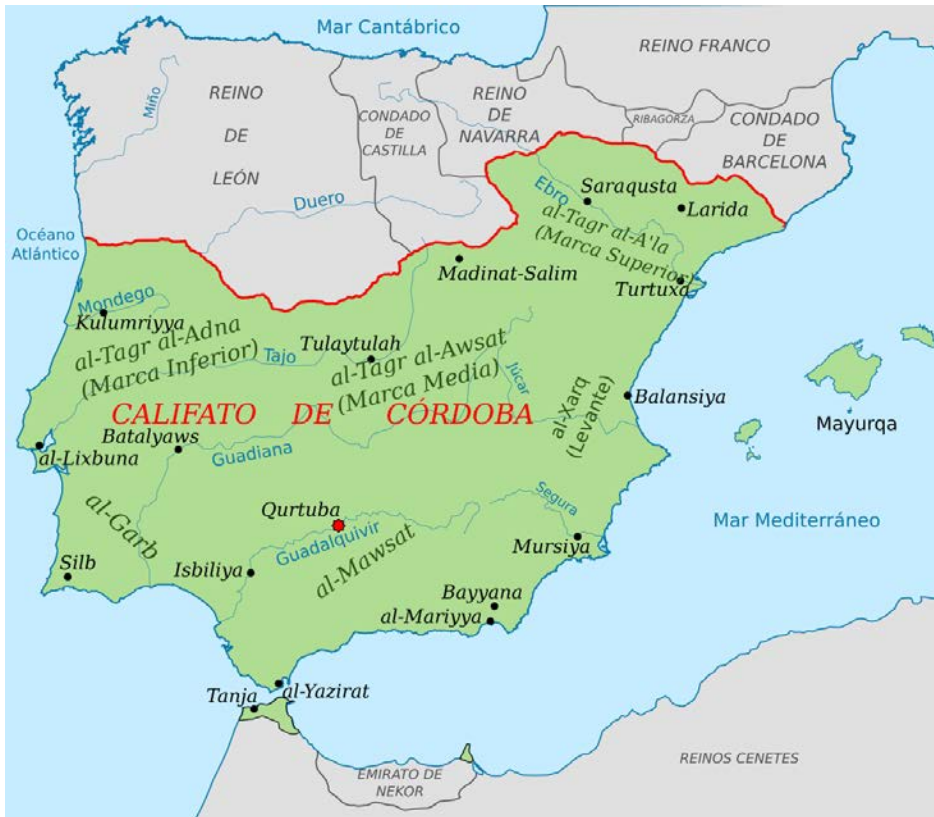 Mar Cantábrico
REINO FRANCO
REINO
DE
LEÓN
Miño
CONDADO
DE
CASTILLA
REINO
DE
NAVARRA
RIBAGORZA
CONDADO
DE
BARCELONA
Océano
Atlántico
Duero
Ebro
Saraqusta
Larida
al-Tagr al-A'la
(Marca Superior)
Madinat-Salim
Turtuxa
Mondego
Kulumriyya
al-Tagr al-Adna
(Marca Inferior)
Tajo
Tulaytulah
al-Tagr al-Awsat
(Marca Media)
Júcar
al-Xarq
(Levante)
Balansiya
Mayurqa
CALIFATO DE CÓRDOBA
Batalyaws
al-Lixbuna
Guadiana
al-Garb
Qurtuba
Guadalquivir
Segura
Mar Mediterráneo
Silb
Isbiliya
al-Mawsat
Mursiya
Bayyana
al-Mariyya
Tanja
al-Yazirat
EMIRATO DE
NEKOR
REINOS CENETES